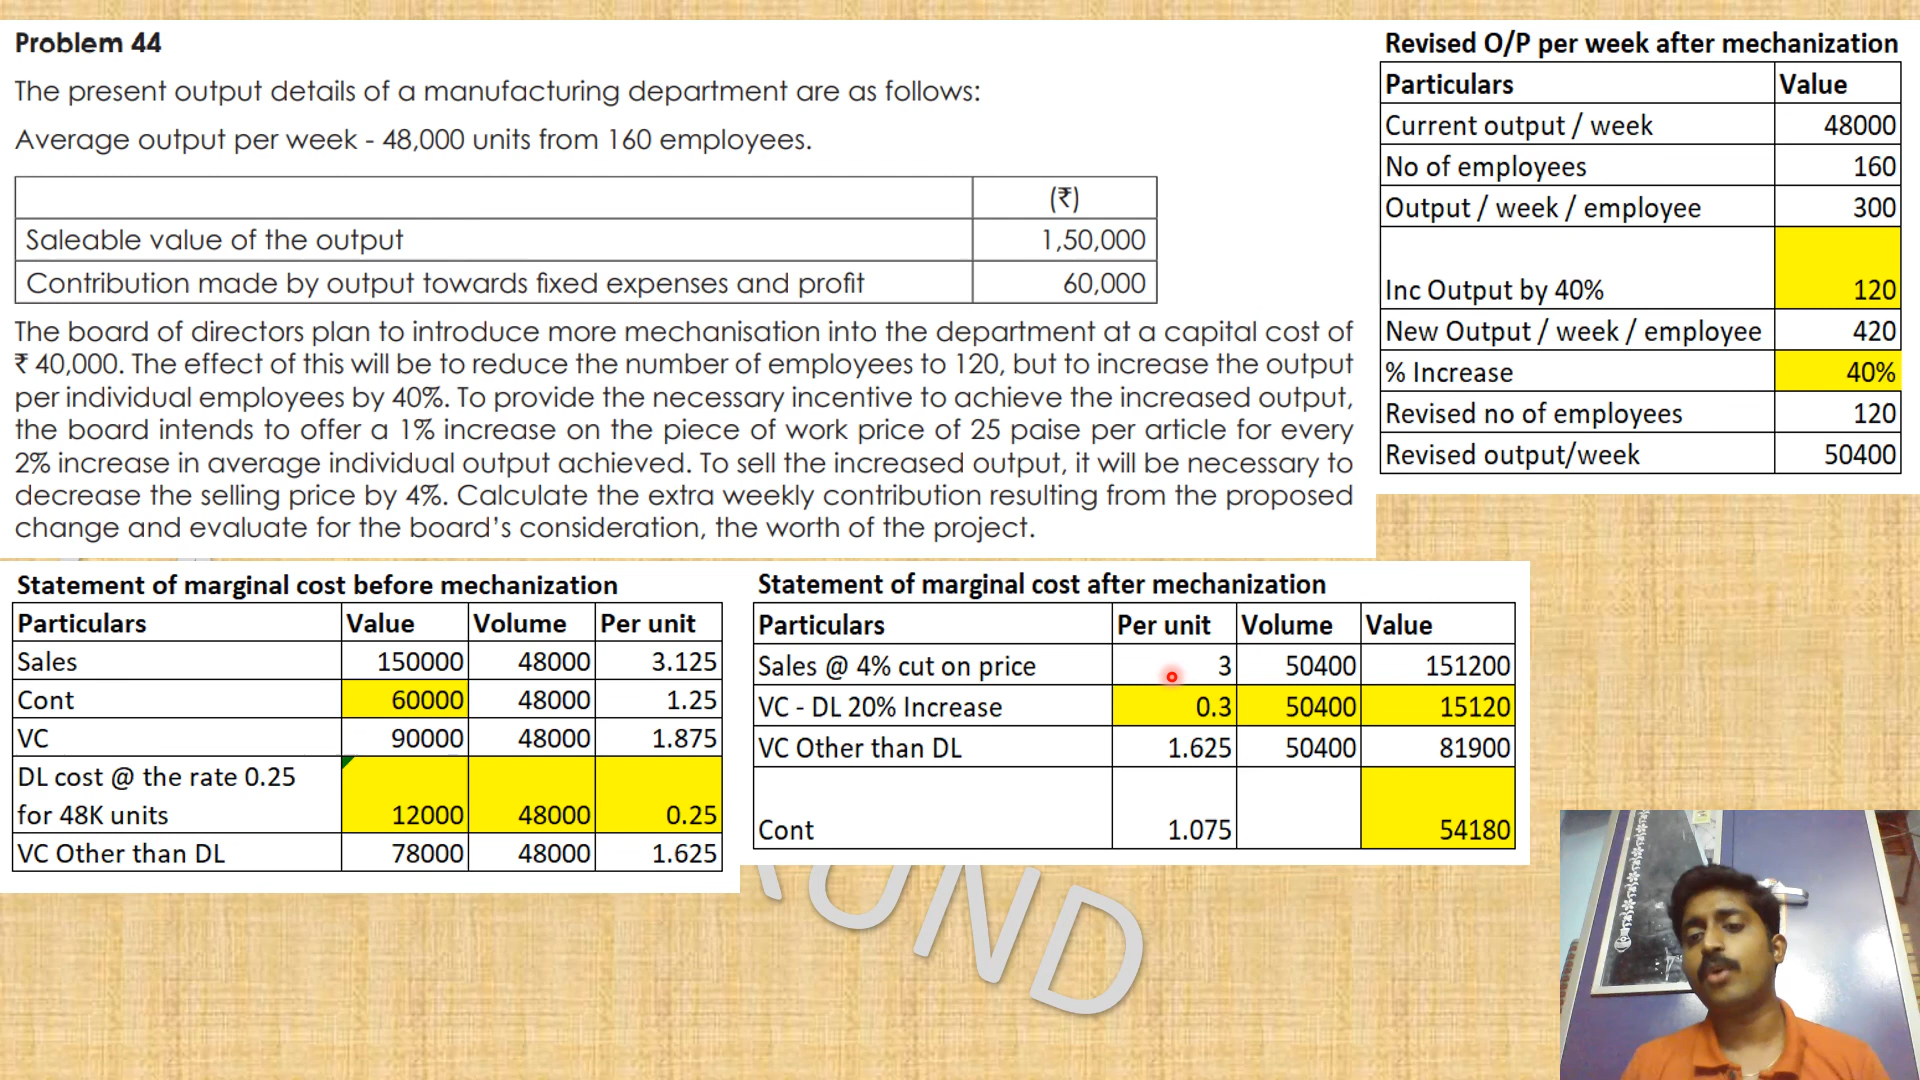 Problem 44
The present output details of a manufacturing department are as follows:
Average output per week - 48,000 units from 160 employees.
(₹)
Saleable value of the output 1,50,000
Contribution made by output towards fixed expenses and profit 60,000
The board of directors plan to introduce more mechanisation into the department at a capital cost of
₹ 40,000. The effect of this will be to reduce the number of employees to 120, but to increase the output
per individual employees by 40%. To provide the necessary incentive to achieve the increased output,
the board intends to offer a 1% increase on the piece of work price of 25 paise per article for every
2% increase in average individual output achieved. To sell the increased output, it will be necessary to
decrease the selling price by 4%. Calculate the extra weekly contribution resulting from the proposed
change and evaluate for the board's consideration, the worth of the project.
Revised O/P per week after mechanization
Particulars Value
Current output / week 48000
No of employees 160
Output / week / employee 300
Inc Output by 40% 120
New Output / week / employee 420
% Increase 40%
Revised no of employees 120
Revised output/week 50400
Statement of marginal cost before mechanization
Particulars Value Volume Per unit
Sales 150000 48000 3.125
Cont 60000 48000 1.25
VC 90000 48000 1.875
DL cost @ the rate 0.25
for 48K units 12000 48000 0.25
VC Other than DL 78000 48000 1.625
Statement of marginal cost after mechanization
Particulars Per unit Volume Value
Sales @ 4% cut on price 3 50400 151200
VC - DL 20% Increase 0.3 50400 15120
VC Other than DL 1.625 50400 81900
Cont 1.075 54180